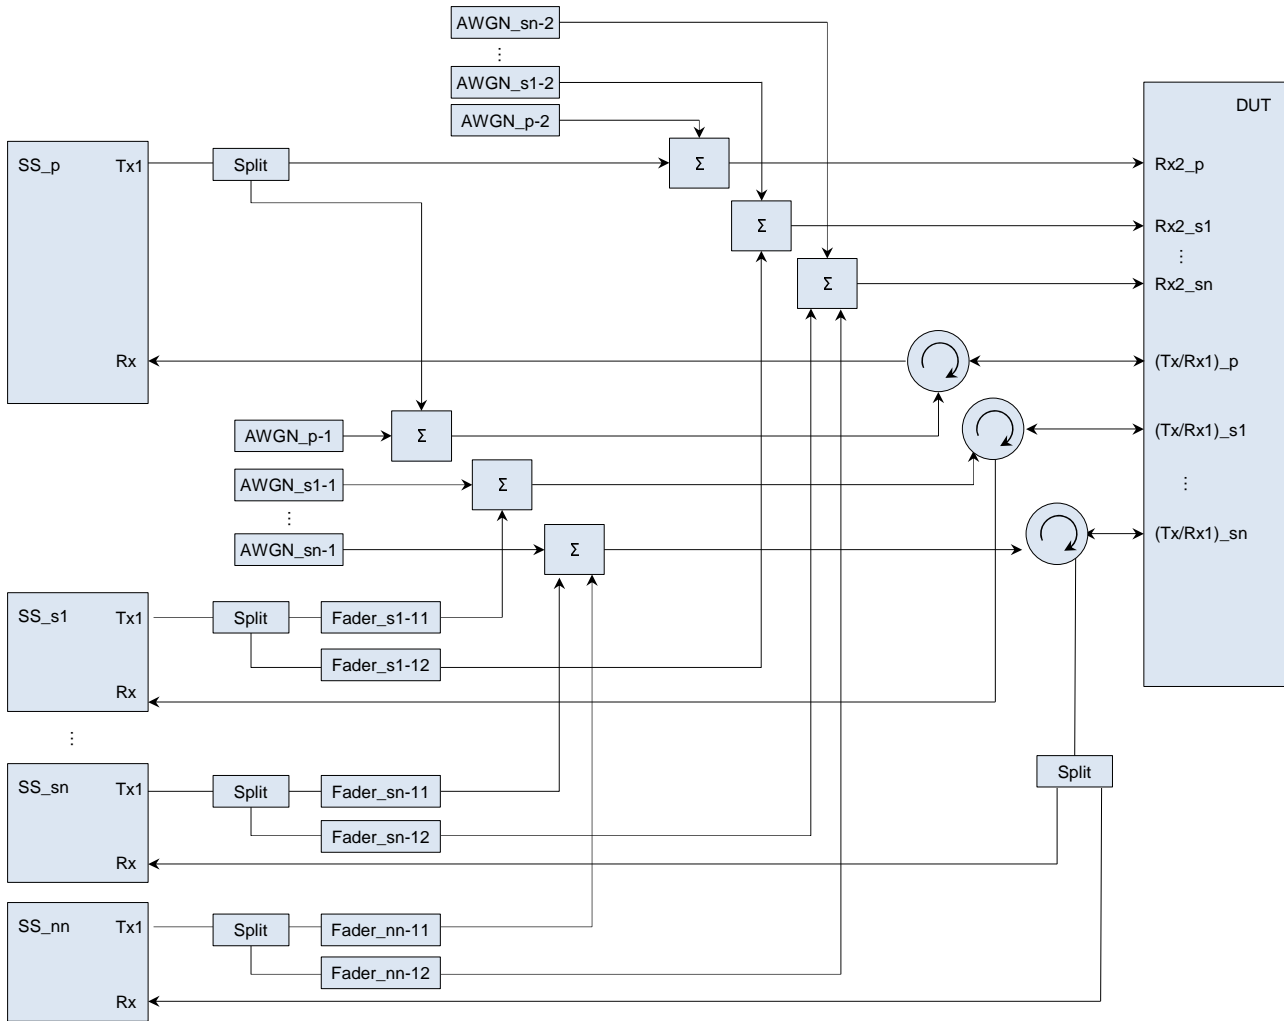 AWGN_sn-2
⋮
AWGN_s1-2
AWGN_p-2
DUT
SS_p Tx1
Split
Σ
Rx2_p
Σ
Rx2_s1
⋮
Σ
Rx2_sn
Rx
(Tx/Rx1)_p
AWGN_p-1
Σ
(Tx/Rx1)_s1
AWGN_s1-1
Σ
⋮
⋮
AWGN_sn-1
Σ
(Tx/Rx1)_sn
SS_s1 Tx1
Split
Fader_s1-11
Fader_s1-12
Rx
⋮
Split
SS_sn Tx1
Split
Fader_sn-11
Fader_sn-12
Rx
SS_nn Tx1
Split
Fader_nn-11
Fader_nn-12
Rx